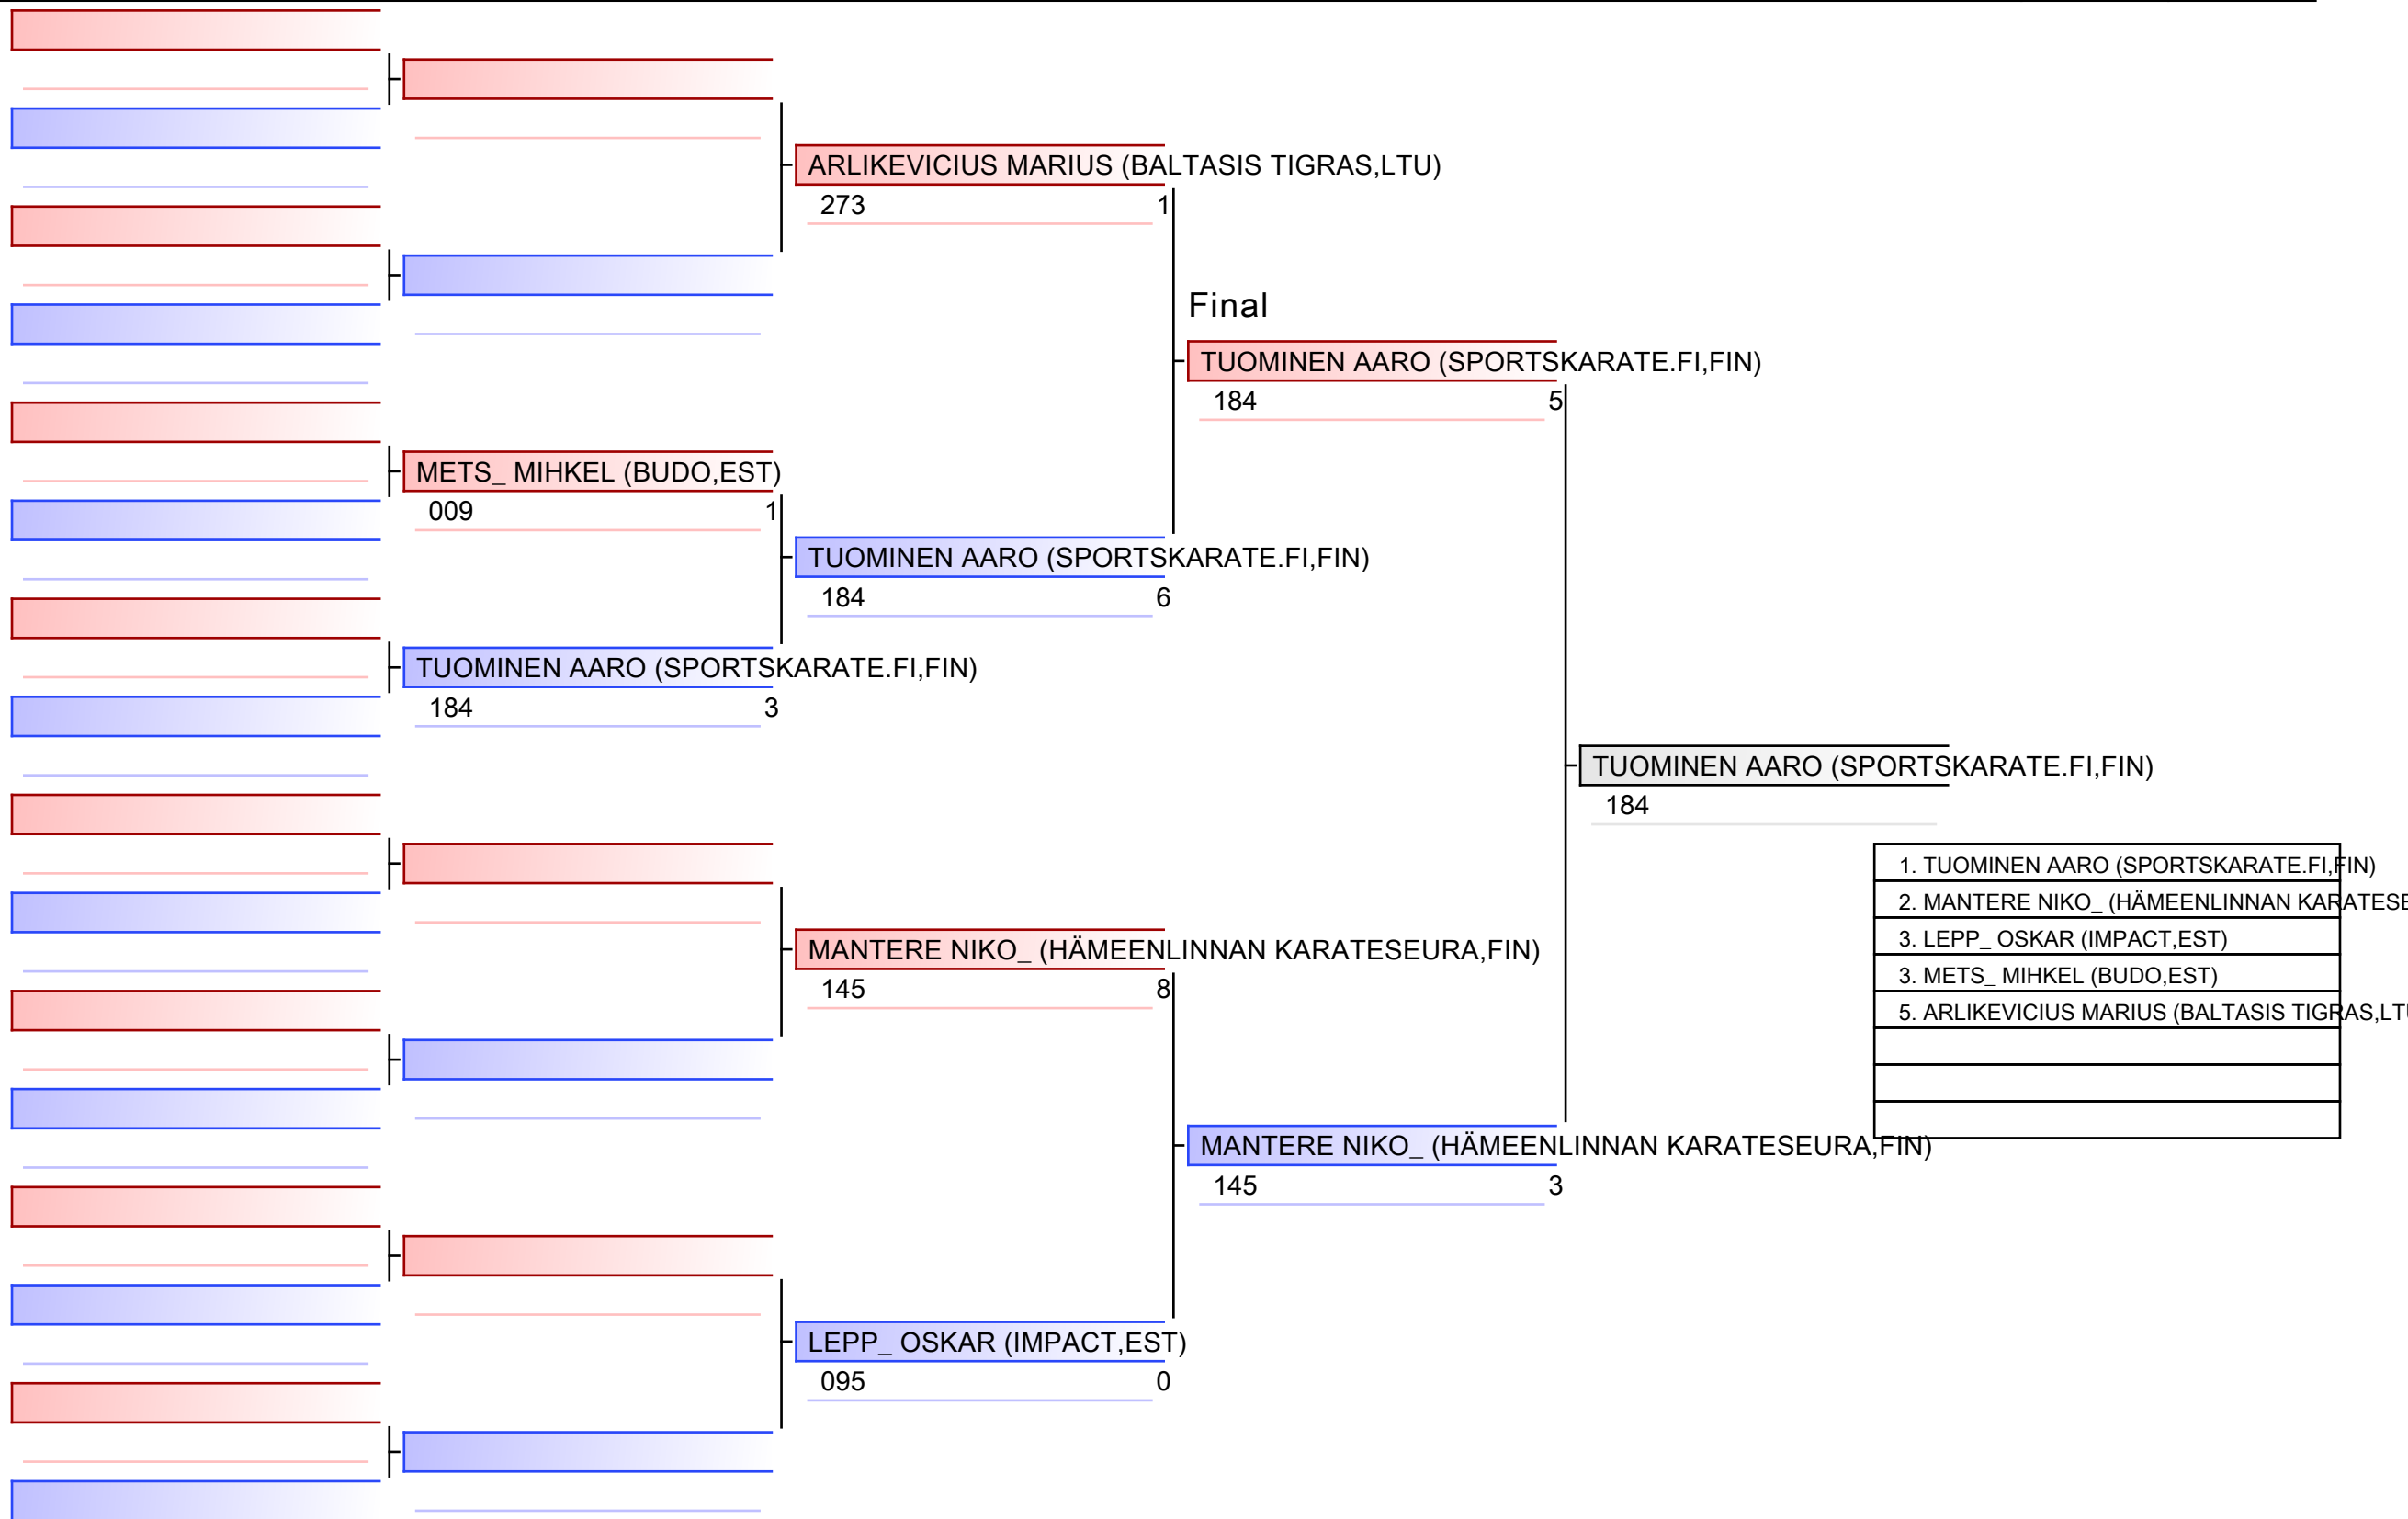 ARLIKEVICIUS MARIUS (BALTASIS TIGRAS,LTU)
273 1
Final
TUOMINEN AARO (SPORTSKARATE.FI,FIN)
184 5
METS_ MIHKEL (BUDO,EST)
009 1
TUOMINEN AARO (SPORTSKARATE.FI,FIN)
184 6
TUOMINEN AARO (SPORTSKARATE.FI,FIN)
184 3
TUOMINEN AARO (SPORTSKARATE.FI,FIN)
184
1. TUOMINEN AARO (SPORTSKARATE.FI,FIN)
2. MANTERE NIKO_ (HÄMEENLINNAN KARATESE
3. LEPP_ OSKAR (IMPACT,EST)
3. METS_ MIHKEL (BUDO,EST)
5. ARLIKEVICIUS MARIUS (BALTASIS TIGRAS,LTU
MANTERE NIKO_ (HÄMEENLINNAN KARATESEURA,FIN)
145 8
MANTERE NIKO_ (HÄMEENLINNAN KARATESEURA,FIN)
145 3
LEPP_ OSKAR (IMPACT,EST)
095 0